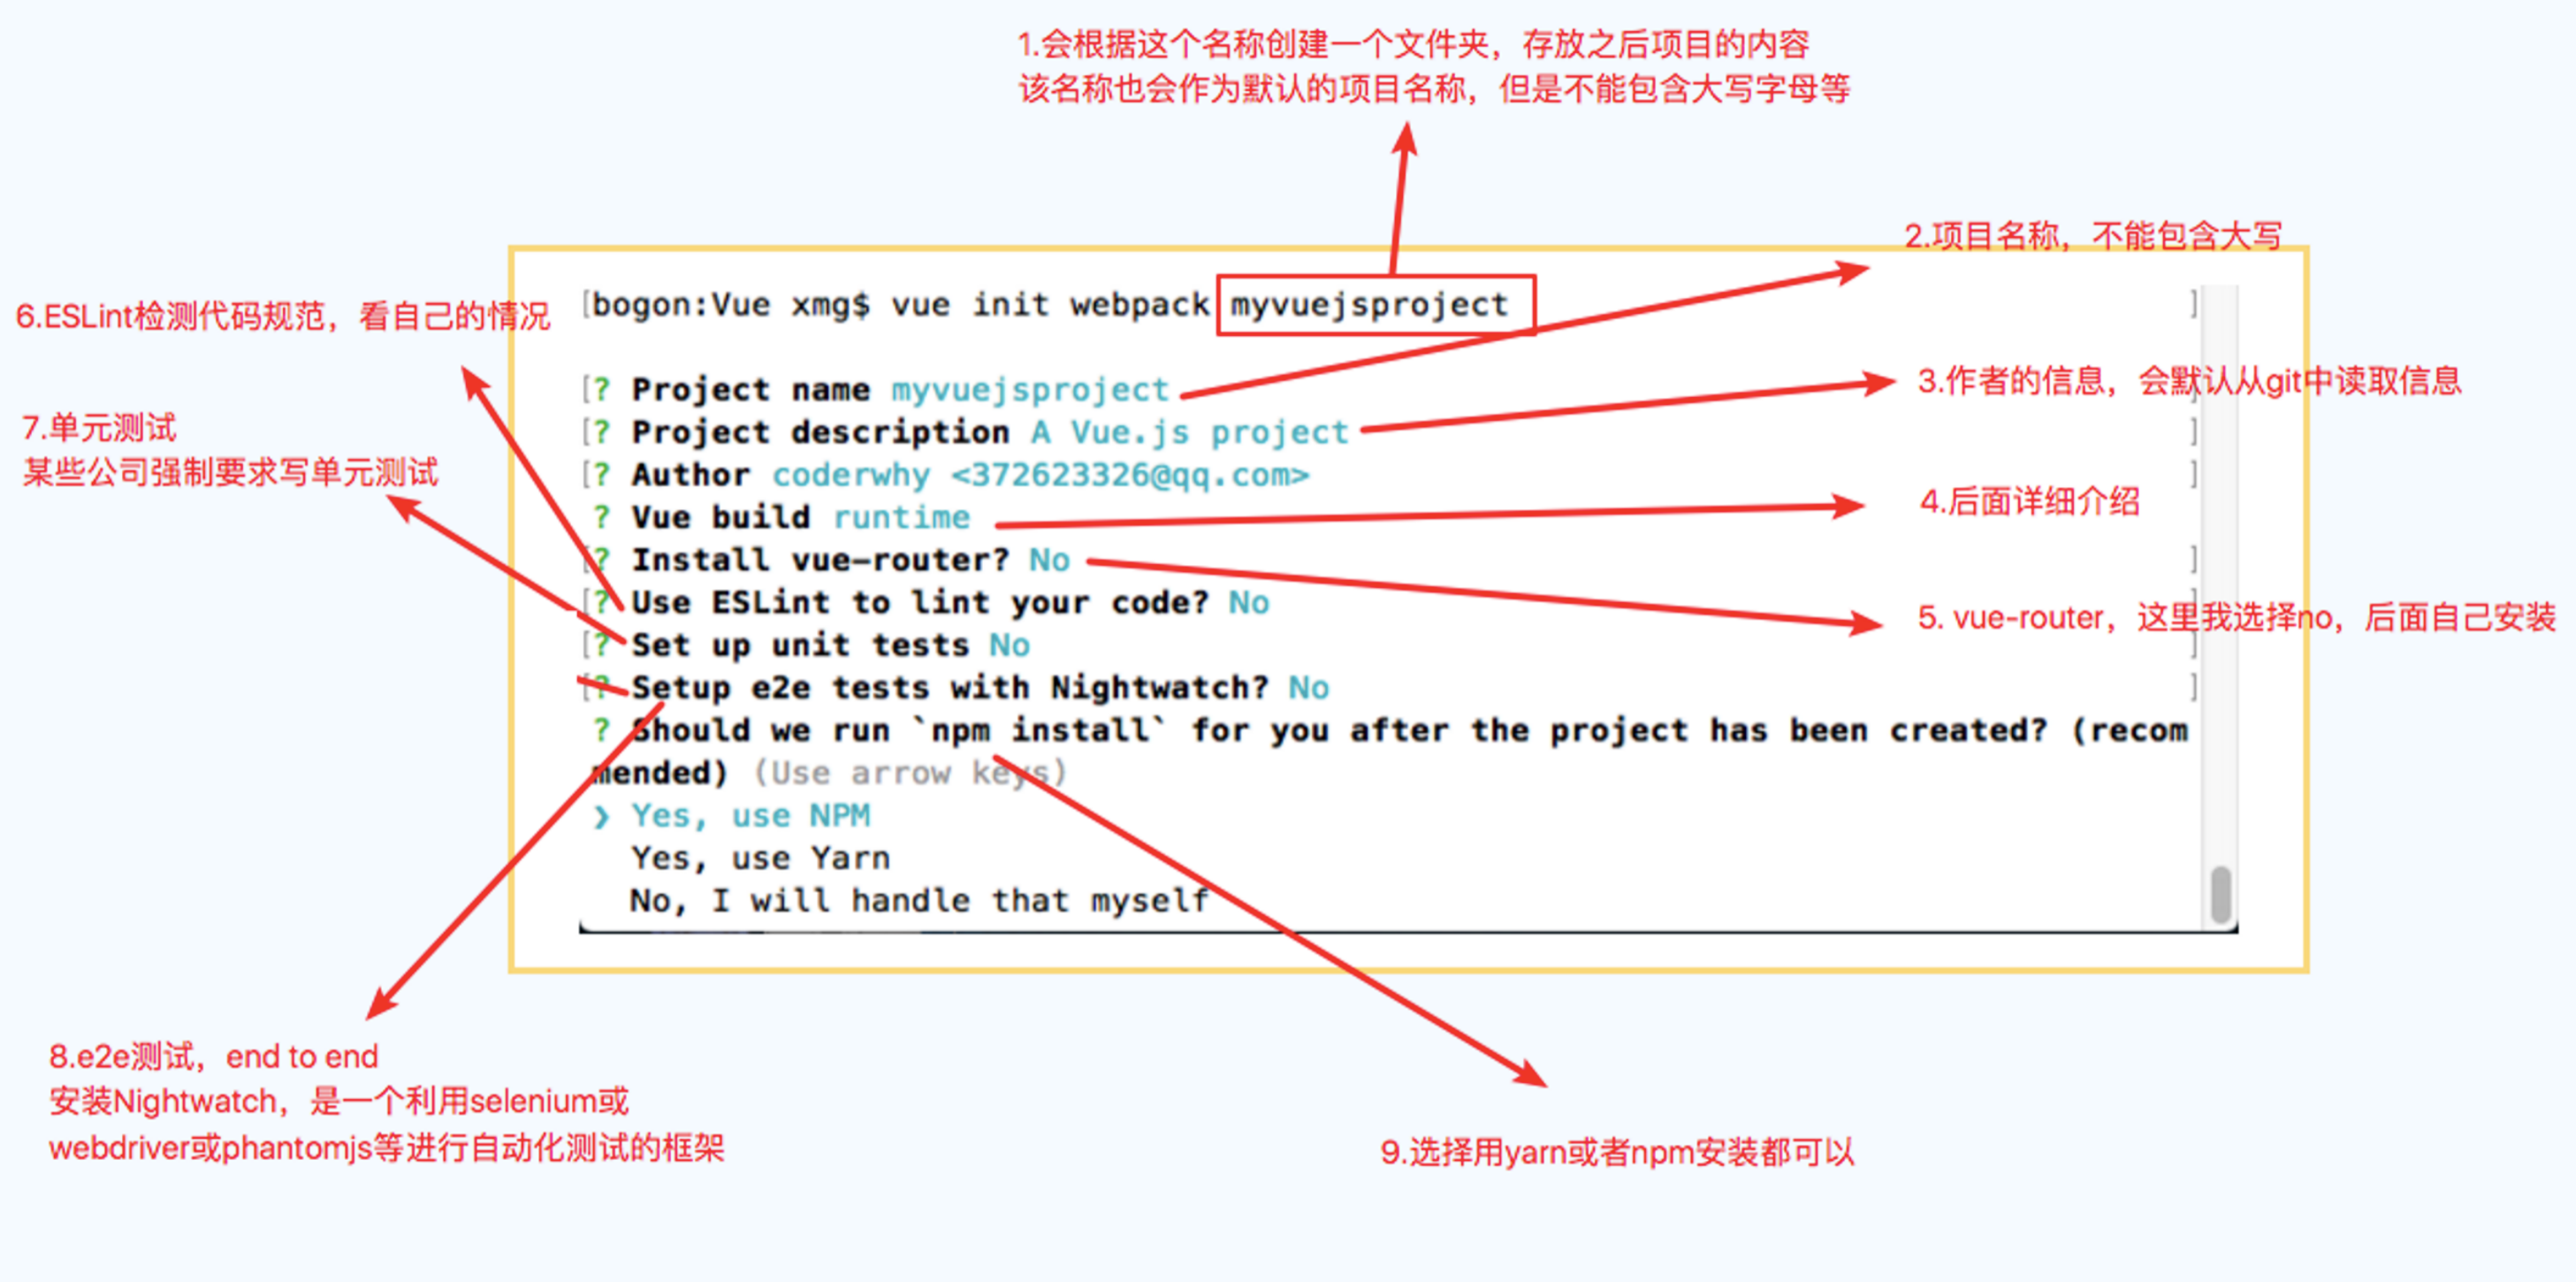 1.会根据这个名称创建一个文件夹，存放之后项目的内容
该名称也会作为默认的项目名称，但是不能包含大写字母等
2.项目名称，不能包含大写
6.ESLint检测代码规范，看自己的情况
[bogon:Vue xmg$ vue init webpack myvuejsproject ]
[? Project name myvuejsproject ]
3.作者的信息，会默认从git中读取信息
7.单元测试
某些公司强制要求写单元测试
[? Project description A Vue.js project ]
[? Author coderwhy <372623326@qq.com> ]
? Vue build runtime
4.后面详细介绍
[? Install vue-router? No ]
[? Use ESLint to lint your code? No ]
5. vue-router，这里我选择no，后面自己安装
[? Set up unit tests No ]
[? Setup e2e tests with Nightwatch? No ]
? Should we run `npm install` for you after the project has been created? (recom
mended) (Use arrow keys)
❯ Yes, use NPM
Yes, use Yarn
No, I will handle that myself
8.e2e测试，end to end
安装Nightwatch，是一个利用selenium或
webdriver或phantomjs等进行自动化测试的框架
9.选择用yarn或者npm安装都可以